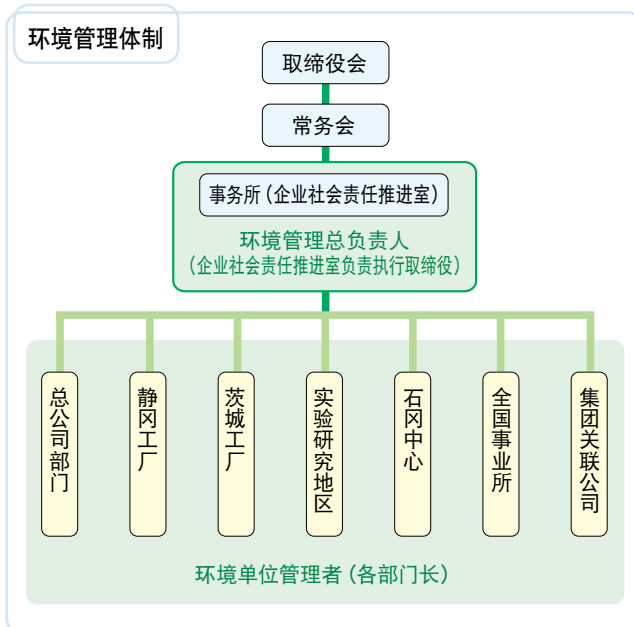 环境管理体制
取缔役会
常务会
事务所（企业社会责任推进室）
环境管理总负责人
（企业社会责任推进室负责执行取缔役）
总公司部门
静冈工厂
茨城工厂
实验研究地区
石冈中心
全国事业所
集团关联公司
环境单位管理者（各部门长）